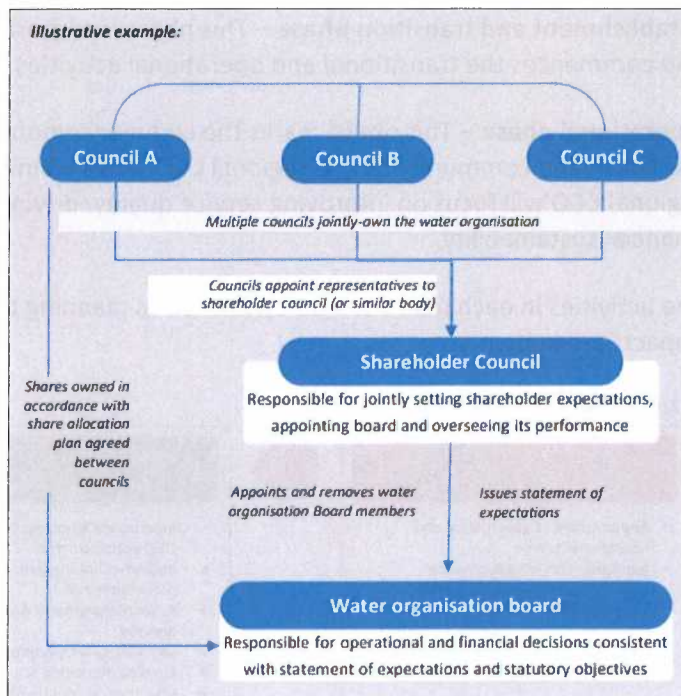 Illustrative example:
Council A
Council B
Council C
Multiple councils jointly-own the water organisation
Councils appoint representatives to
shareholder council (or similar body)
Shareholder Council
Responsible for jointly setting shareholder expectations,
appointing board and overseeing its performance
Shares owned in
accordance with
share allocation
plan agreed
between
councils
Appoints and removes water
organisation Board members
Issues statement of
expectations
Water organisation board
Responsible for operational and financial decisions consistent
with statement of expectations and statutory objectives